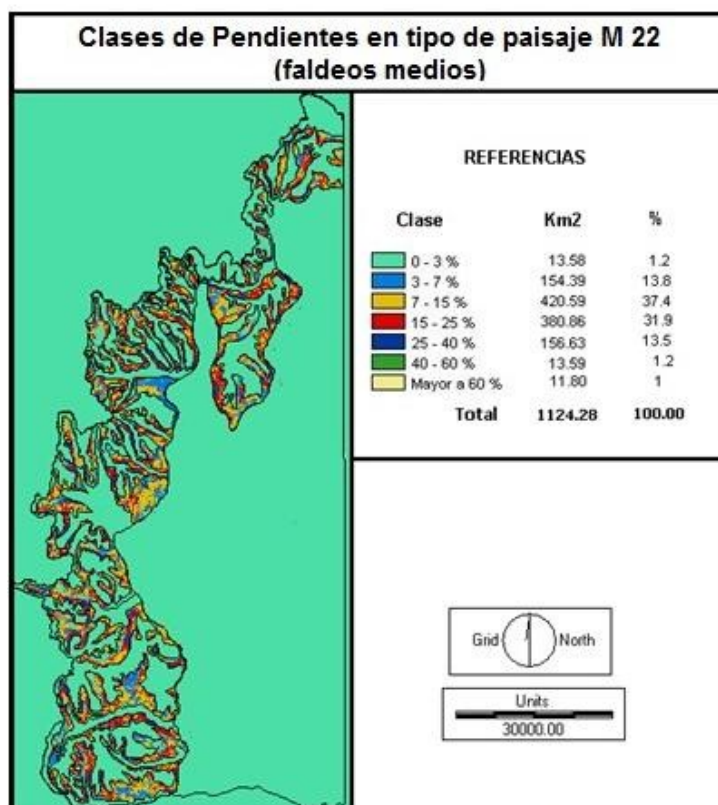 Clases de Pendientes en tipo de paisaje M 22
(faldeos medios)
REFERENCIAS
Clase Km2 %
0 - 3 % 13.58 1.2
3 - 7 % 154.39 13.8
7 - 15 % 420.59 37.4
15 - 25 % 380.86 31.9
25 - 40 % 156.63 13.5
40 - 60 % 13.59 1.2
Mayor a 60 % 11.80 1
Total 1124.28 100.00
Grid North
Units
30000.00